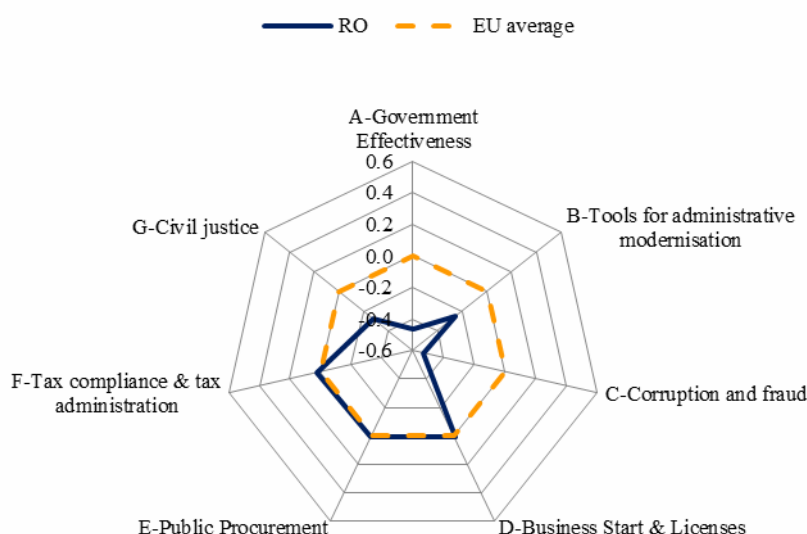 RO EU average
A-Government
Effectiveness
0.6
0.4
0.2
0.0
-0.2
-0.4
-0.6
B-Tools for administrative
modernisation
G-Civil justice
C-Corruption and fraud
F-Tax compliance & tax
administration
E-Public Procurement
D-Business Start & Licenses